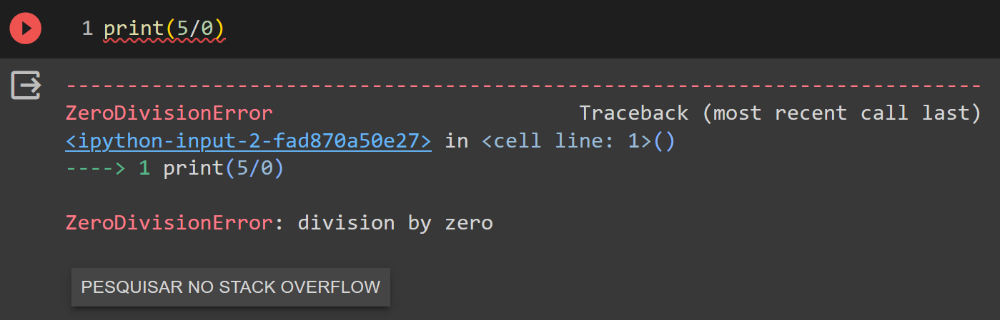 1 print(5/0)
---------------------------------------------------------------------------
ZeroDivisionError                         Traceback (most recent call last)
<ipython-input-2-fad870a50e27> in <cell line: 1>()
----> 1 print(5/0)
ZeroDivisionError: division by zero
PESQUISAR NO STACK OVERFLOW